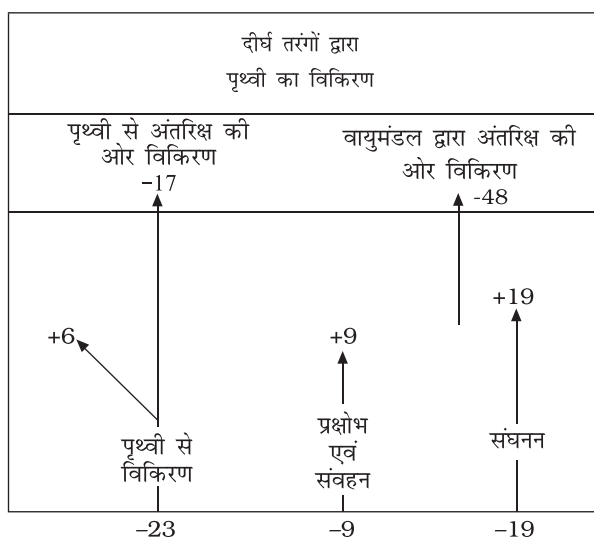 दीर्घ तरंगों द्वारा
पृथ्वी का विकिरण
पृथ्वी से अंतरिक्ष की
ओर विकिरण
–17
वायुमंडल द्वारा अंतरिक्ष की
ओर विकिरण
-48
+6
+9
+19
पृथ्वी से
विकिरण
प्रक्षोभ
एवं
संवहन
संघनन
–23
–9
–19